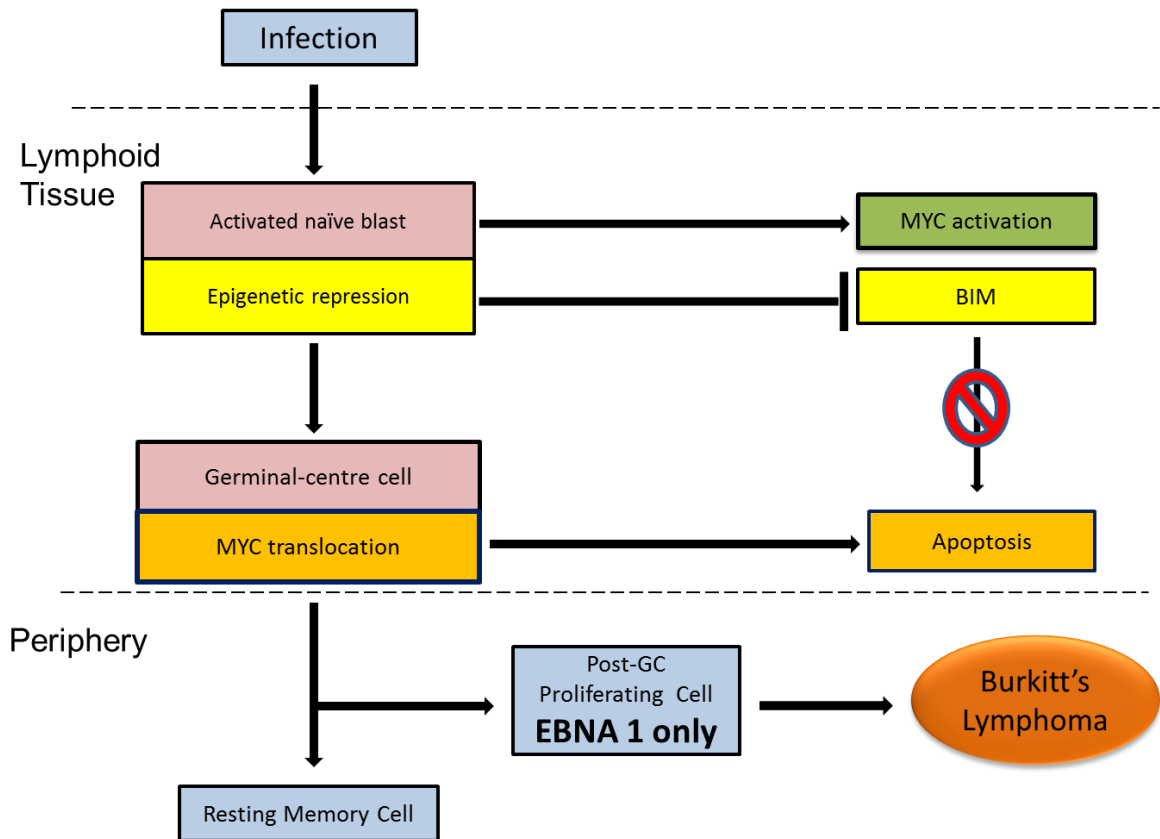 Infection
Lymphoid
Tissue
Activated naïve blast
MYC activation
Epigenetic repression
BIM
Germinal-centre cell
MYC translocation
Apoptosis
Periphery
Post-GC
Proliferating Cell
EBNA 1 only
Burkitt’s
Lymphoma
Resting Memory Cell